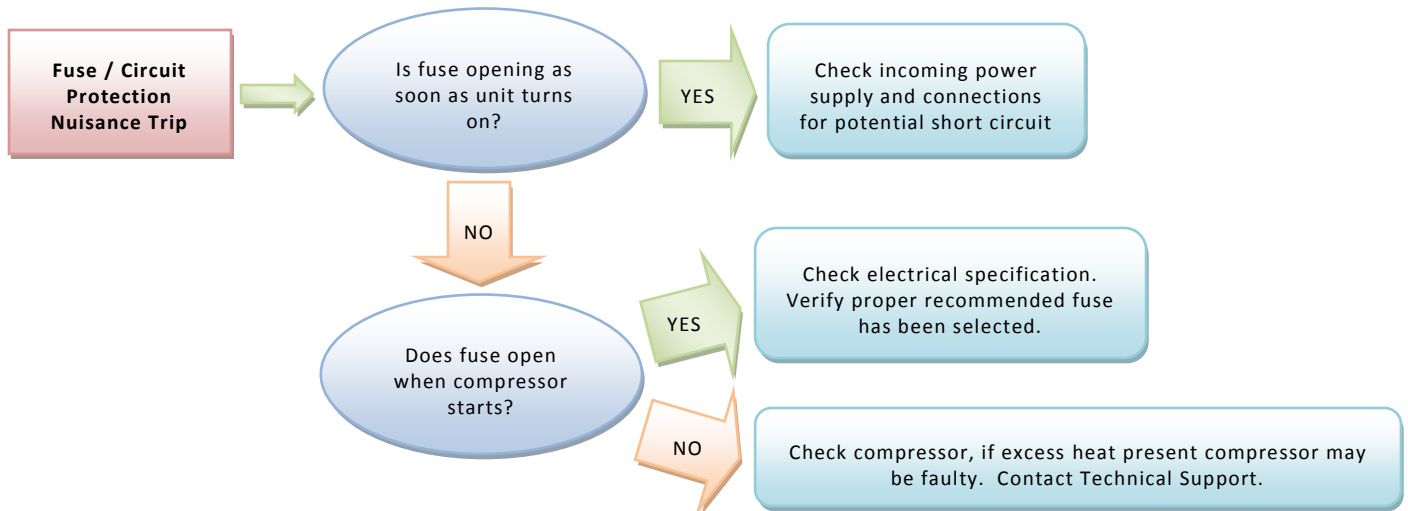 Fuse / Circuit
Protection
Nuisance Trip
Is fuse opening as
soon as unit turns
on?
YES
Check incoming power
supply and connections
for potential short circuit
NO
Does fuse open
when compressor
starts?
YES
Check electrical specification.
Verify proper recommended fuse
has been selected.
NO
Check compressor, if excess heat present compressor may
be faulty.  Contact Technical Support.